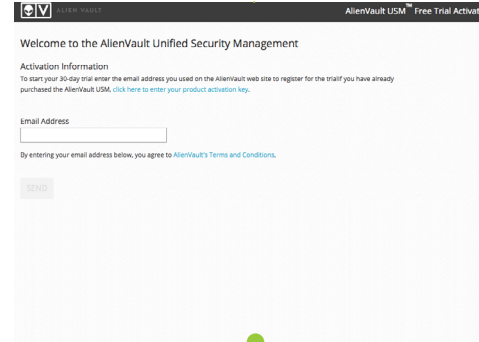 ALIEN VAULT
AlienVault USM™ Free Trial Activat
Welcome to the AlienVault Unified Security Management
Activation Information
To start your 30-day trial enter the email address you used on the AlienVault web site to register for the trialif you have already
purchased the AlienVault USM, click here to enter your product activation key.
Email Address
By entering your email address below, you agree to AlienVault's Terms and Conditions.
SEND